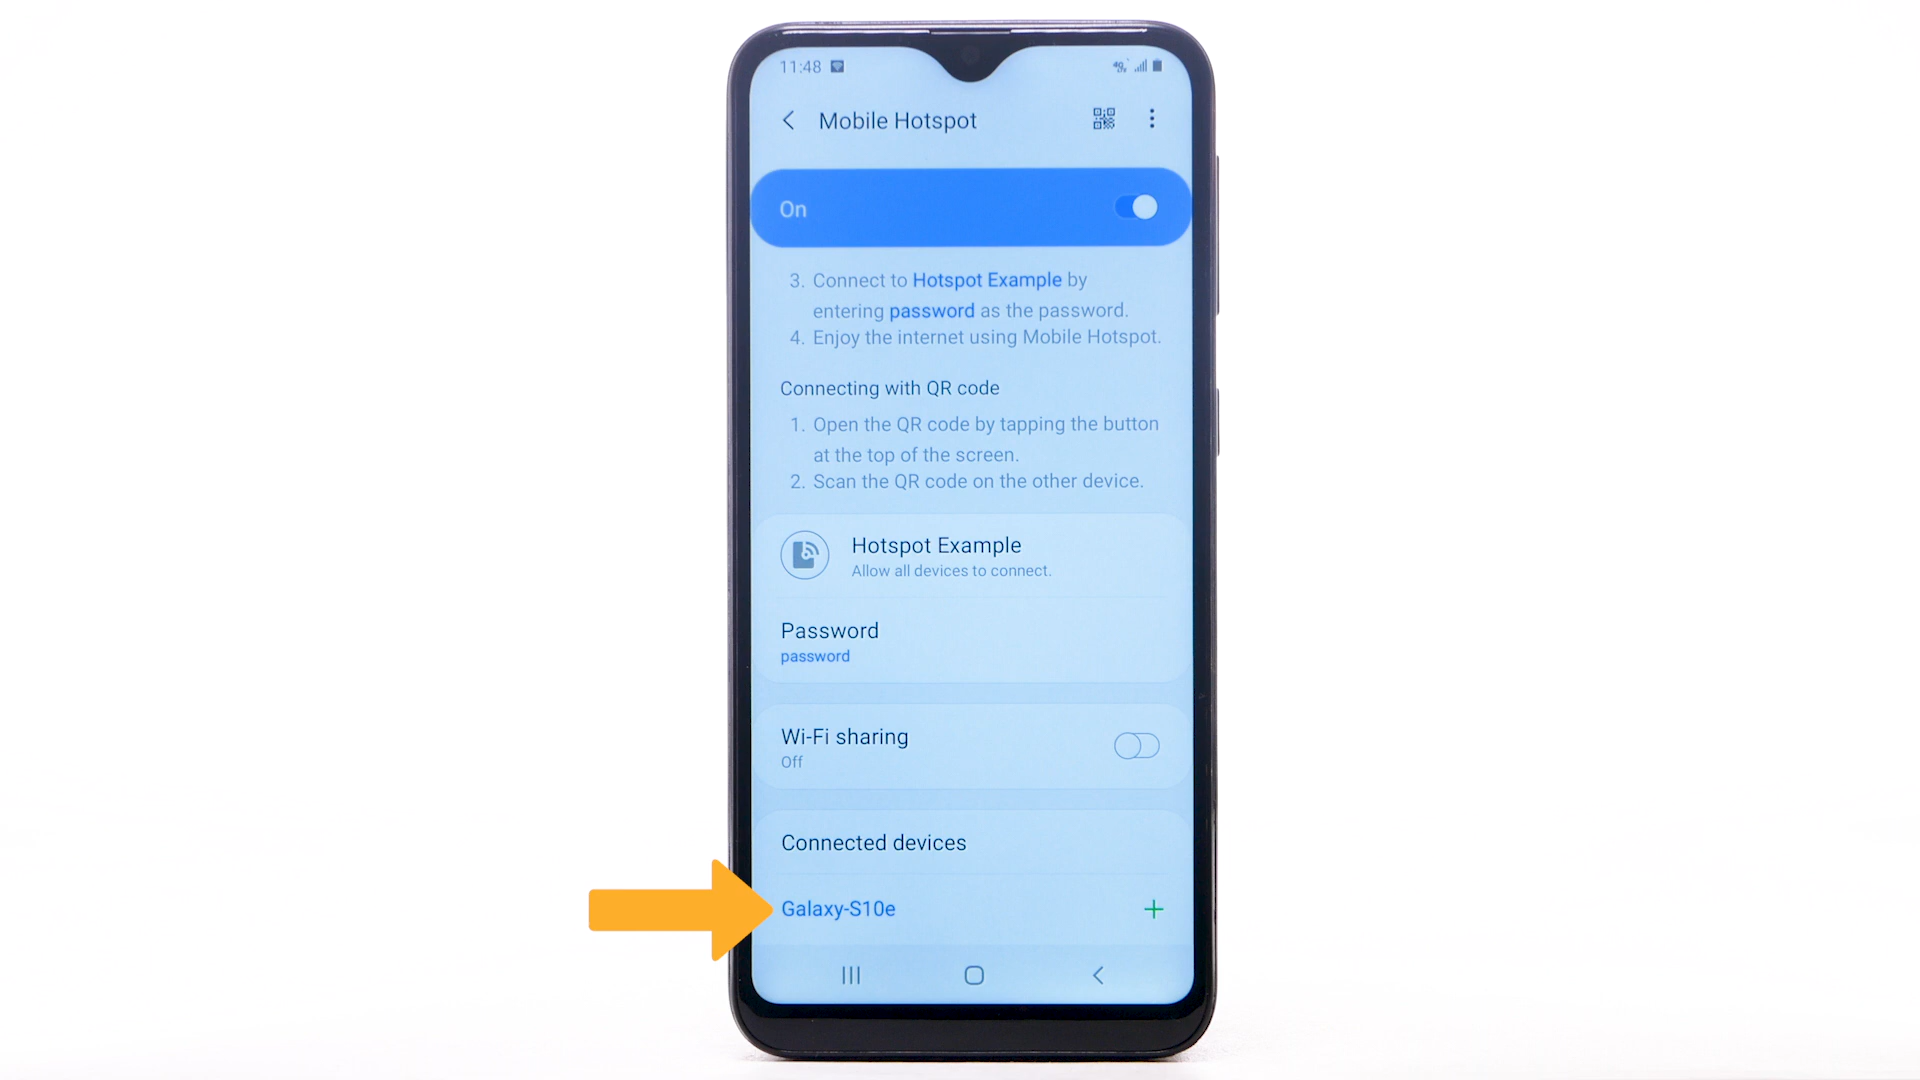 11:48
Mobile Hotspot
On
3. Connect to Hotspot Example by
entering password as the password.
4. Enjoy the internet using Mobile Hotspot.
Connecting with QR code
1. Open the QR code by tapping the button
at the top of the screen.
2. Scan the QR code on the other device.
Hotspot Example
Allow all devices to connect.
Password
password
Wi-Fi sharing
Off
Connected devices
Galaxy-S10e